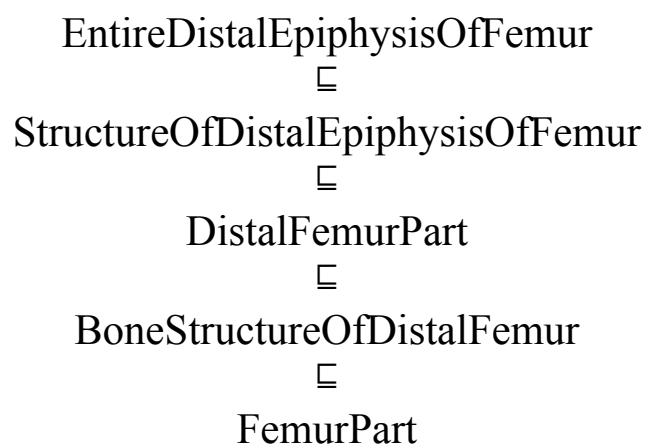 EntireDistalEpiphysisOfFemur
⊑
StructureOfDistalEpiphysisOfFemur
⊑
DistalFemurPart
⊑
BoneStructureOfDistalFemur
⊑
FemurPart